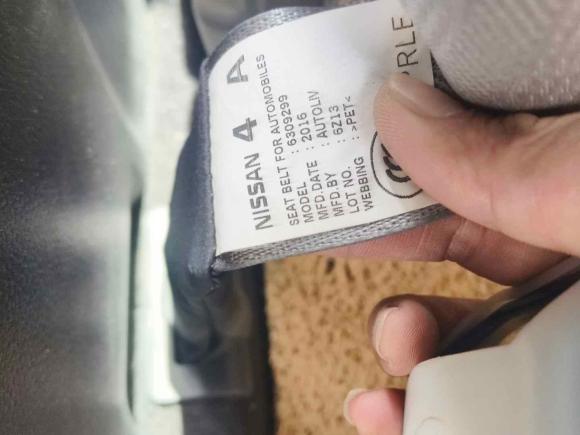 NISSAN 4 A
SEAT BELT FOR AUTOMOBILES
MODEL : 6309299
MFD.DATE : 2016
MFD.BY : AUTOLIV
LOT NO. : 6Z13
WEBBING : >PET<
PRLE